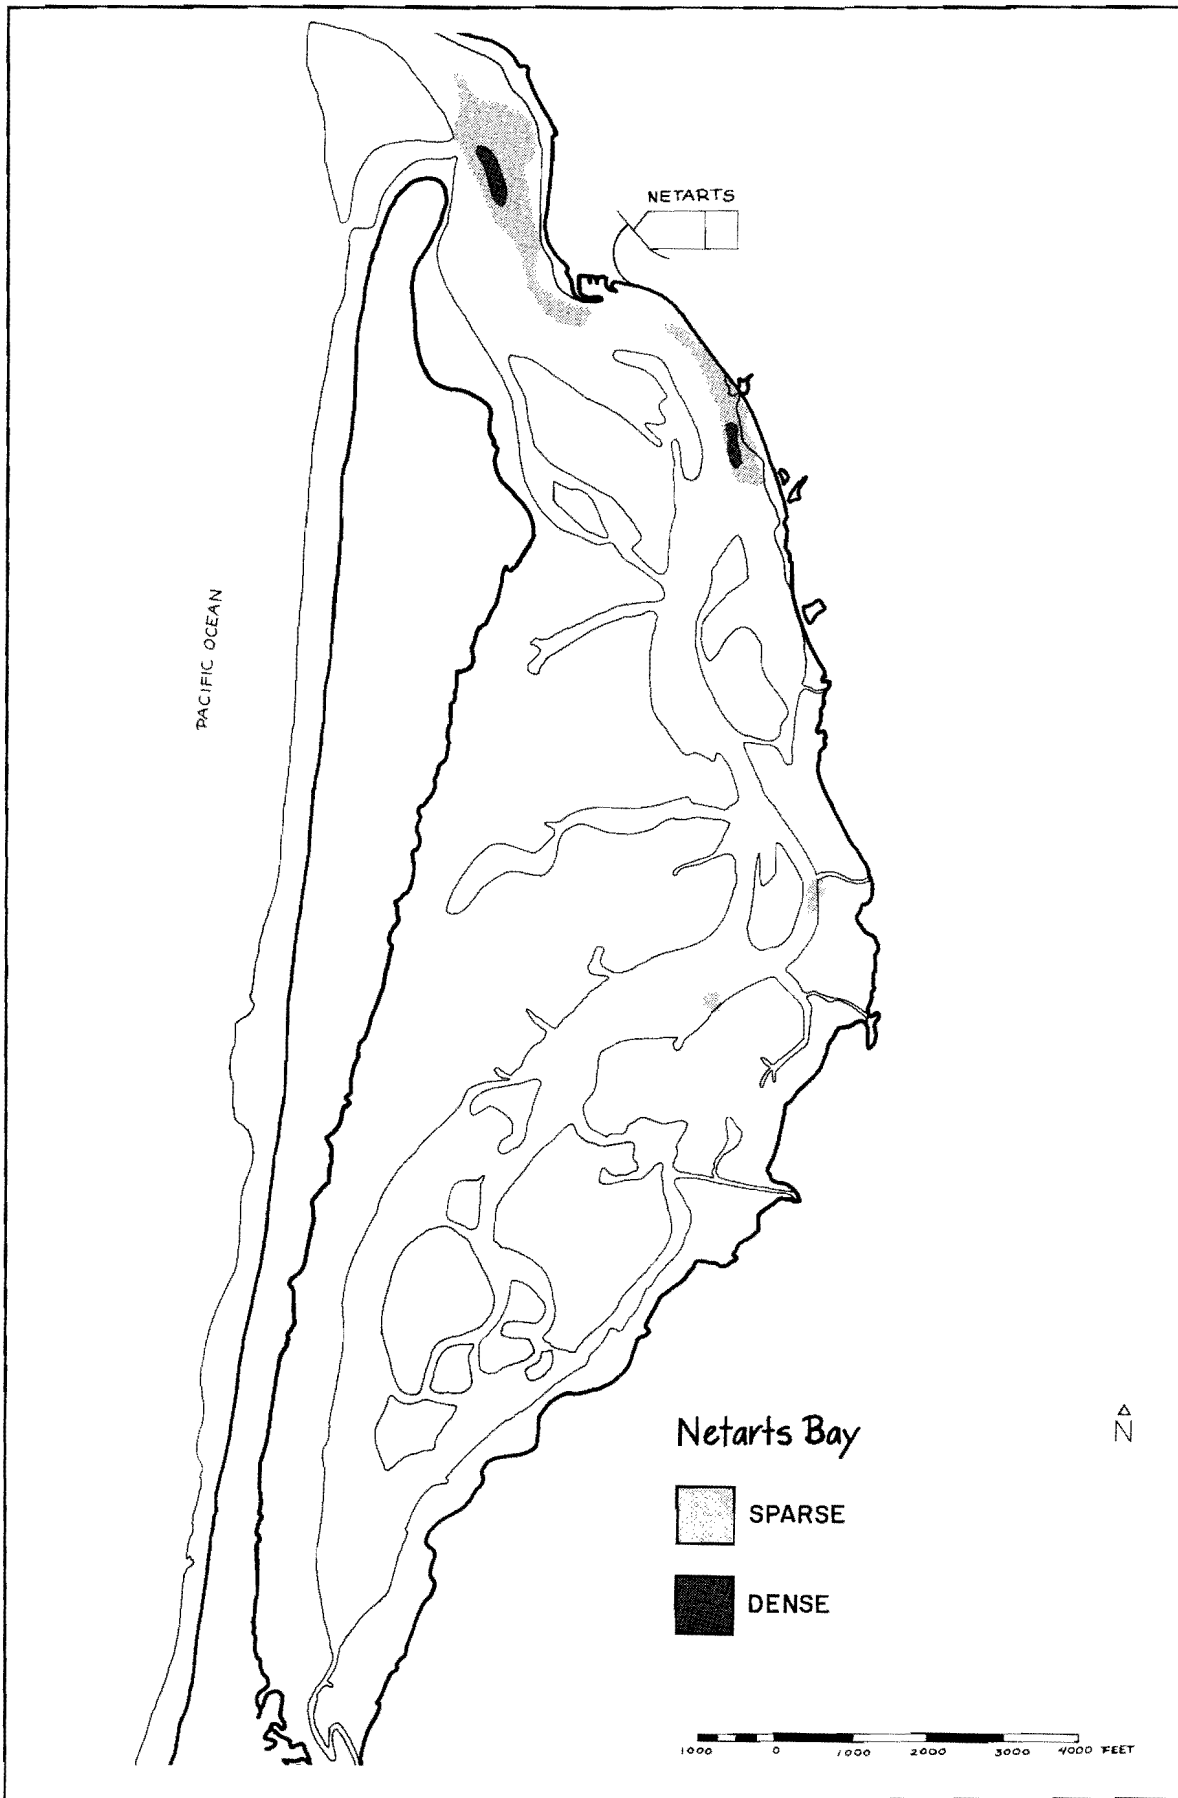 NETARTS
PACIFIC OCEAN
Netarts Bay
N
SPARSE
DENSE
1000 0 1000 2000 3000 4000 FEET